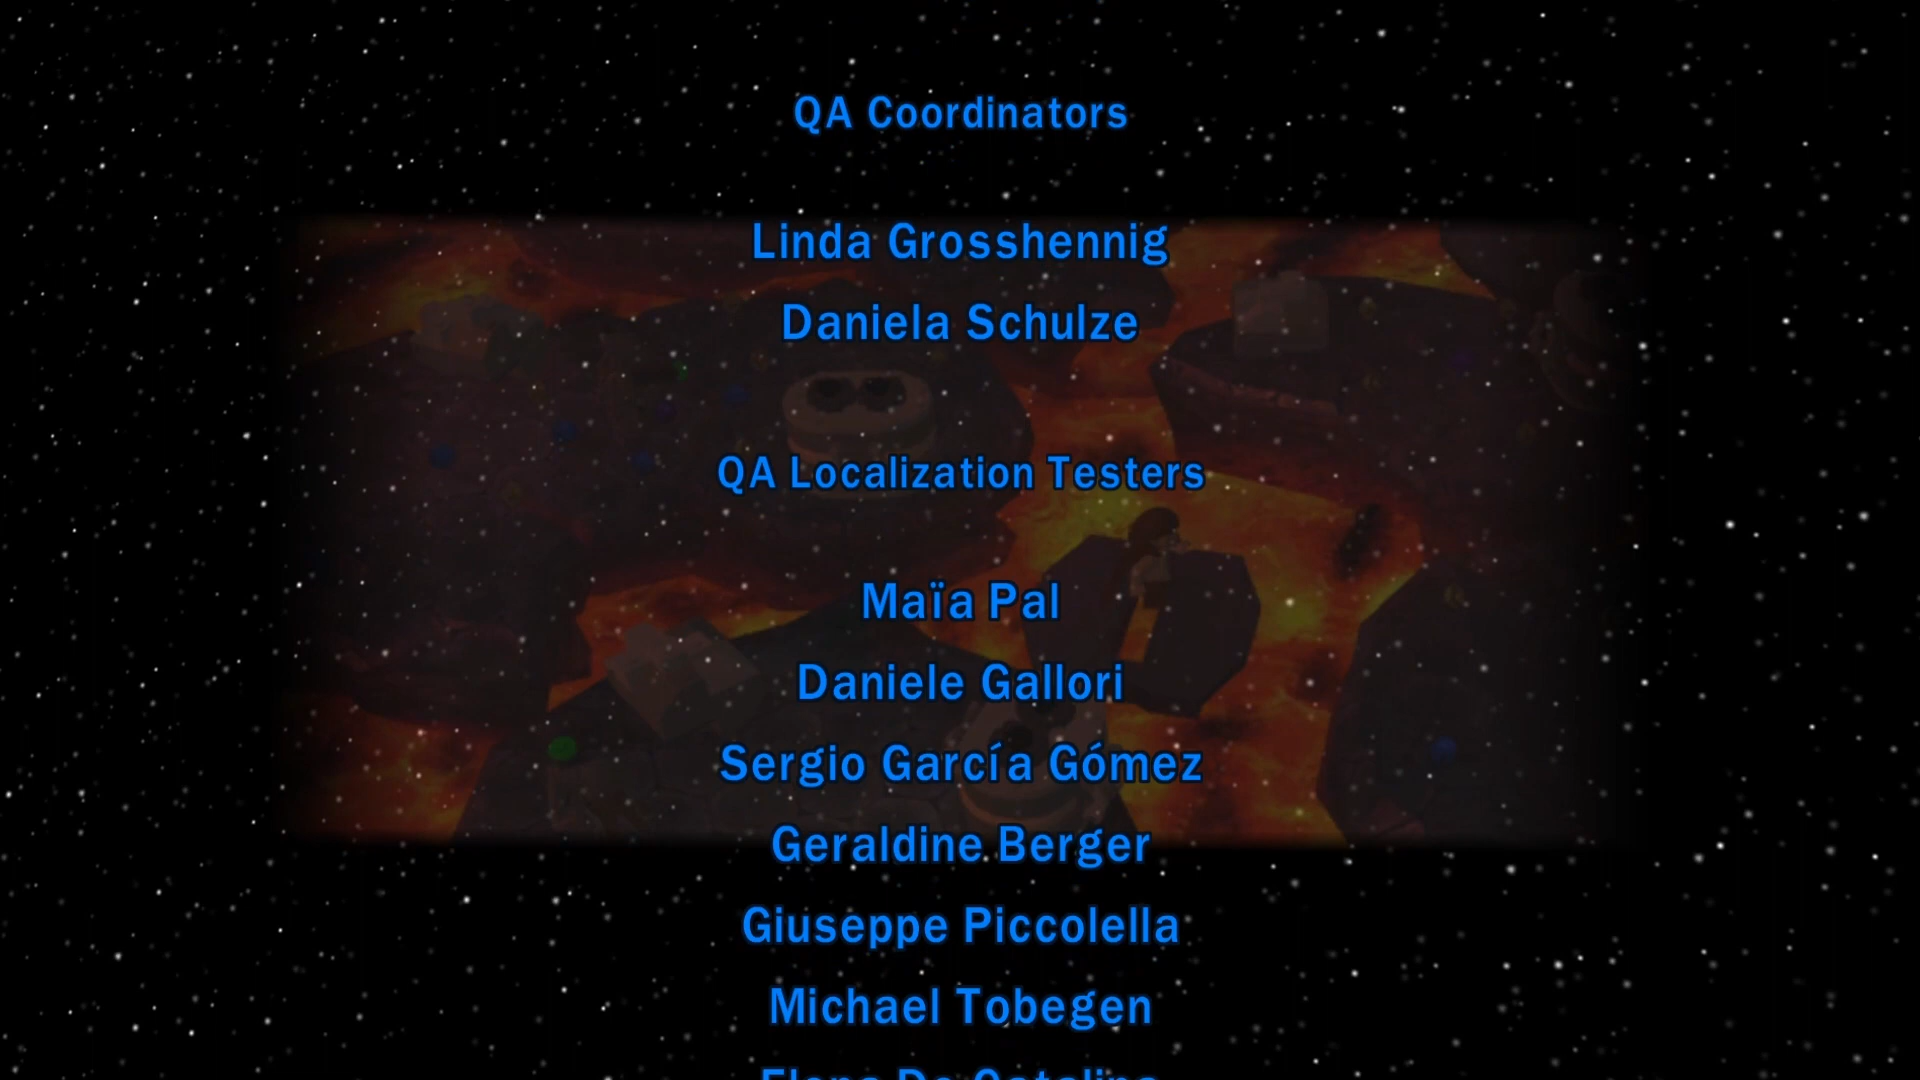 QA Coordinators
Linda Grosshennig
Daniela Schulze
QA Localization Testers
Maïa Pal
Daniele Gallori
Sergio García Gómez
Geraldine Berger
Giuseppe Piccolella
Michael Tobegen